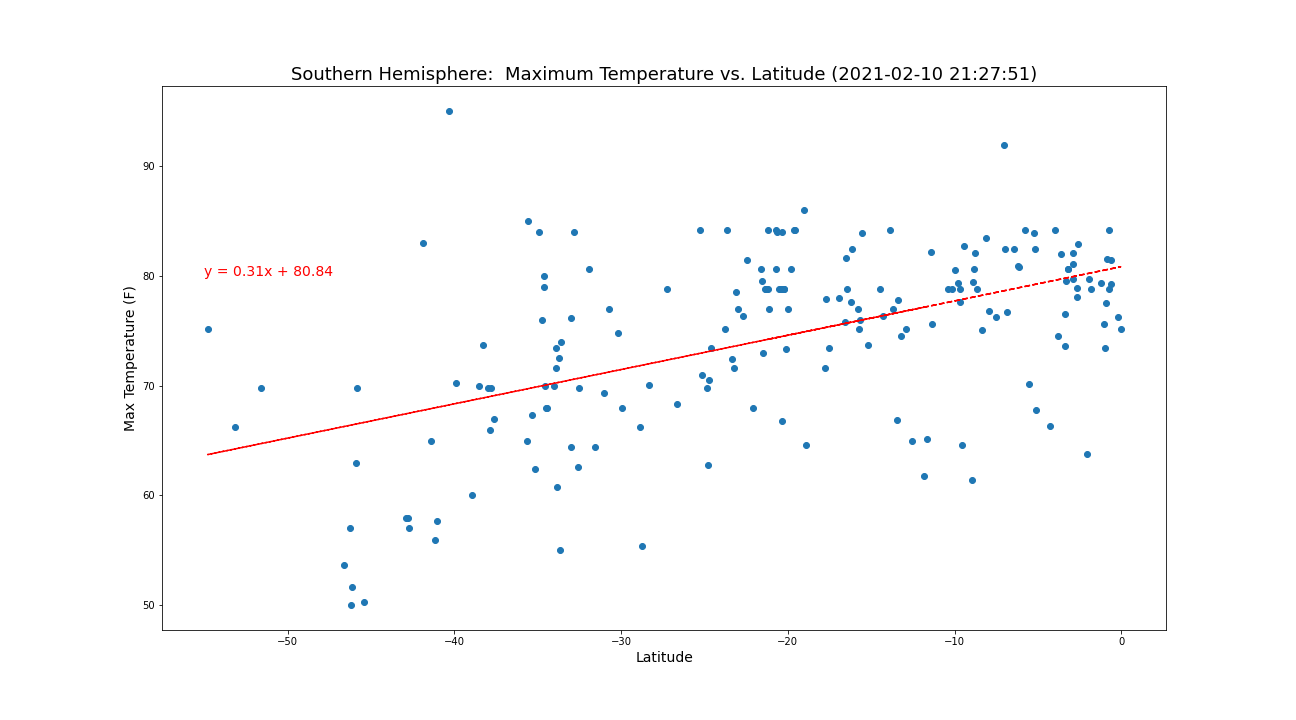 Southern Hemisphere:  Maximum Temperature vs. Latitude (2021-02-10 21:27:51)
90
80
70
60
50
Max Temperature (F)
y = 0.31x + 80.84
−50
−40
−30
−20
−10
0
Latitude